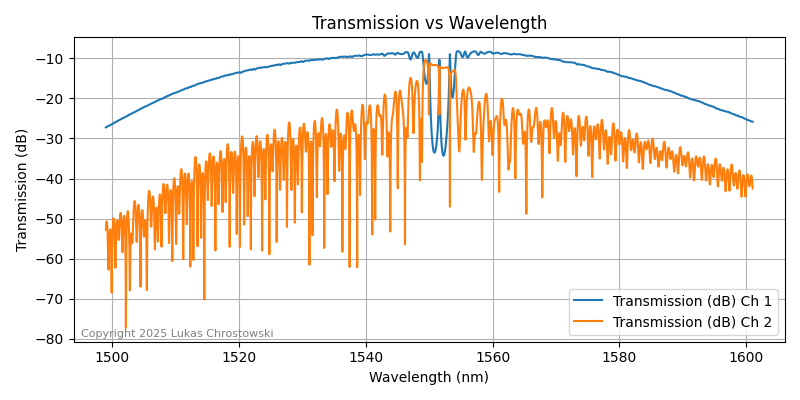 Transmission vs Wavelength
Transmission (dB)
−10
−20
−30
−40
−50
−60
−70
−80
Transmission (dB) Ch 1
Transmission (dB) Ch 2
Copyright 2025 Lukas Chrostowski
1500
1520
1540
1560
1580
1600
Wavelength (nm)